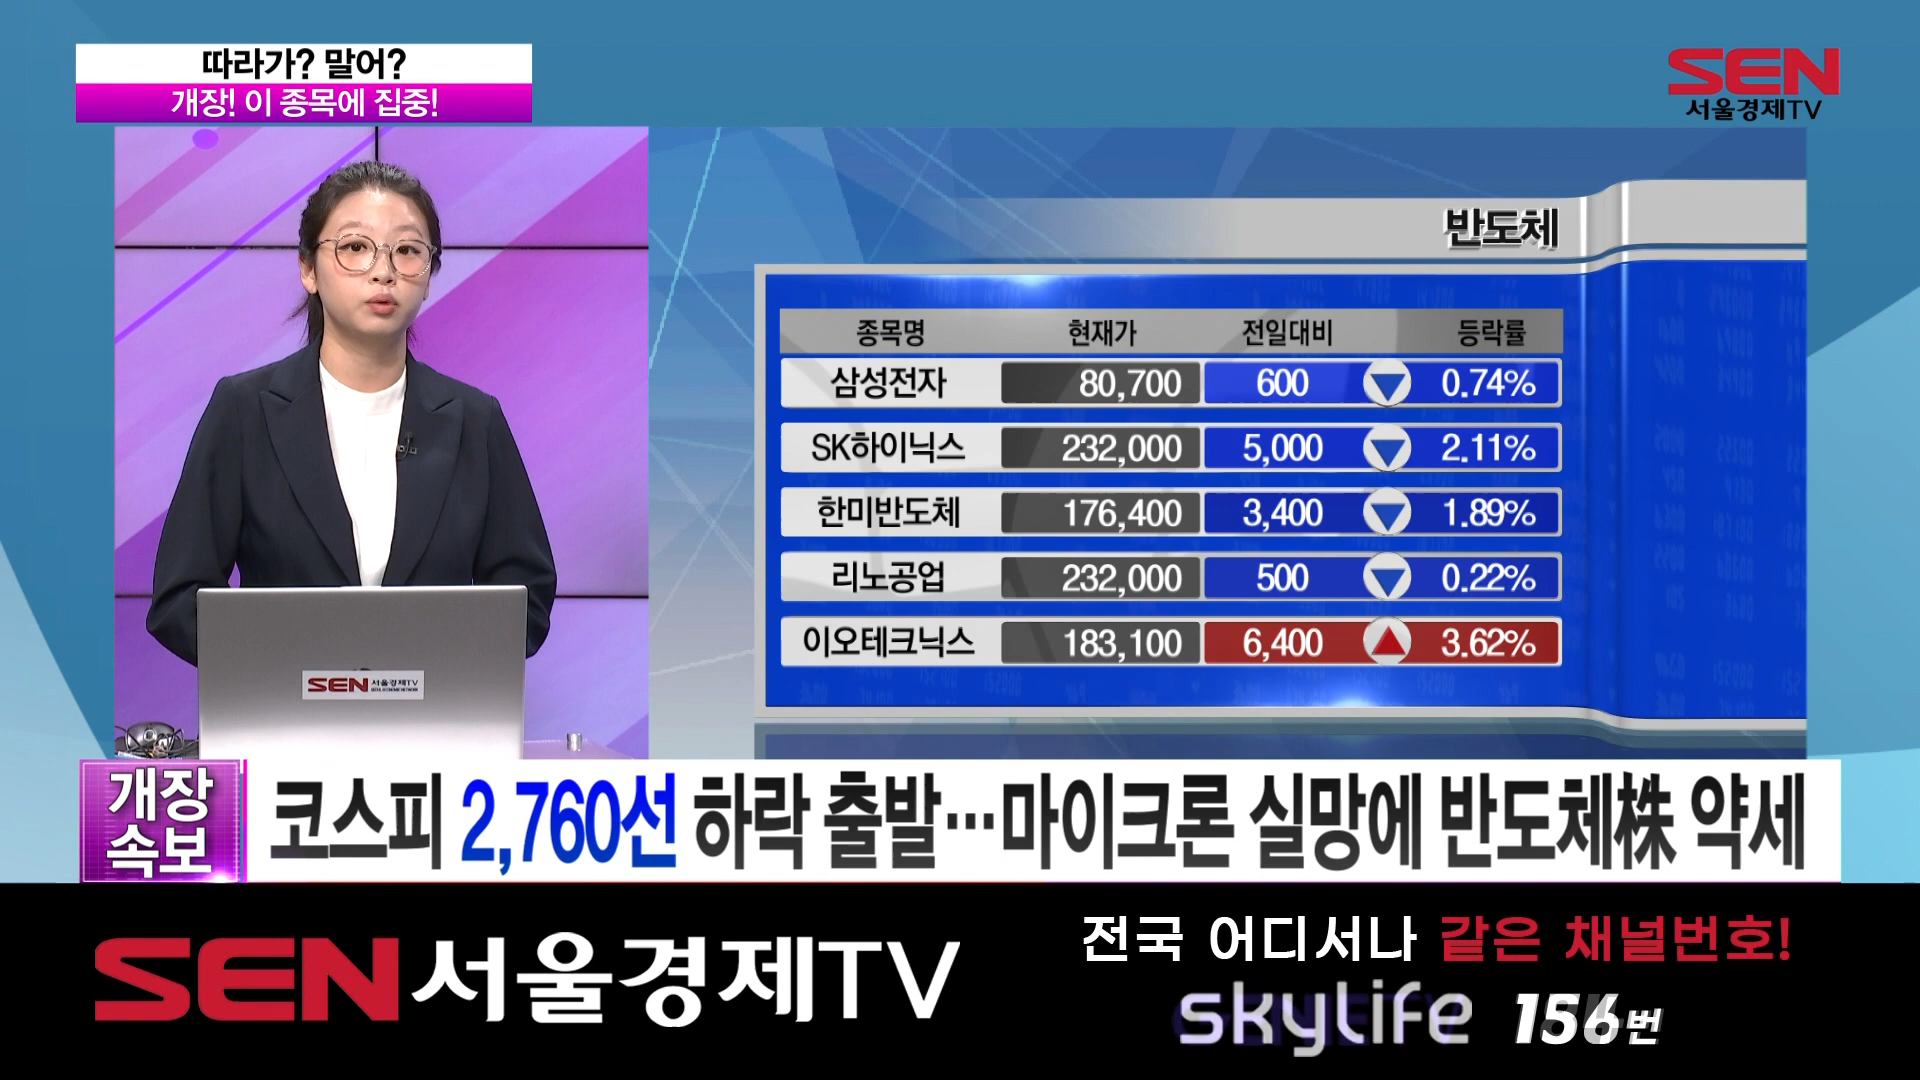 따라가? 말어?
개장! 이 종목에 집중!
SEN
서울경제TV
반도체
종목명 현재가 전일대비 등락률
삼성전자 80,700 600 ▼ 0.74%
SK하이닉스 232,000 5,000 ▼ 2.11%
한미반도체 176,400 3,400 ▼ 1.89%
리노공업 232,000 500 ▼ 0.22%
이오테크닉스 183,100 6,400 ▲ 3.62%
SEN 서울경제TV
개장
속보
코스피 2,760선 하락 출발…마이크론 실망에 반도체株 약세
SEN 서울경제TV
전국 어디서나 같은 채널번호!
skylife 156번